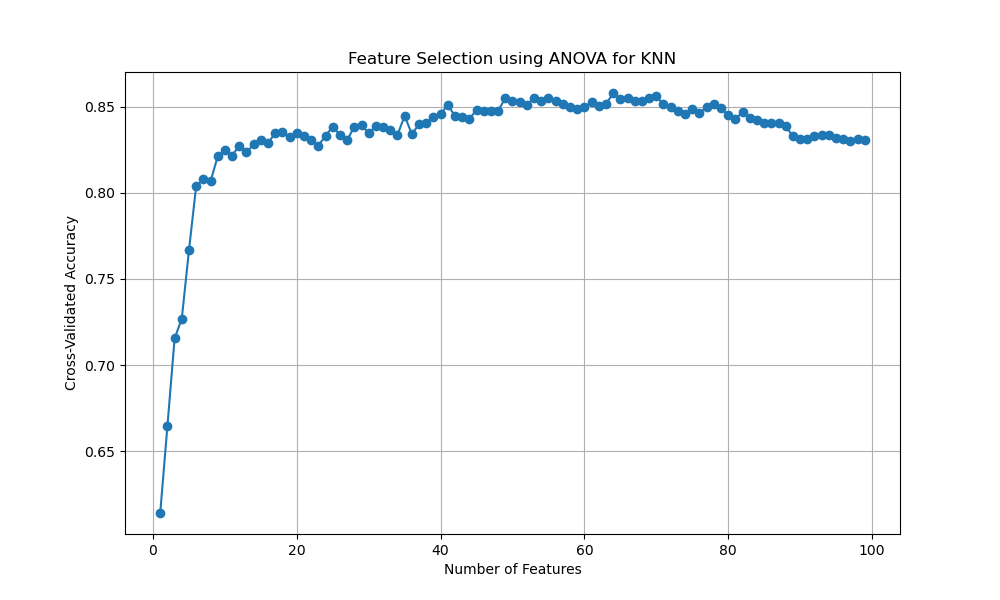 Feature Selection using ANOVA for KNN
0.85
0.80
0.75
0.70
0.65
Cross-Validated Accuracy
0 20 40 60 80 100
Number of Features